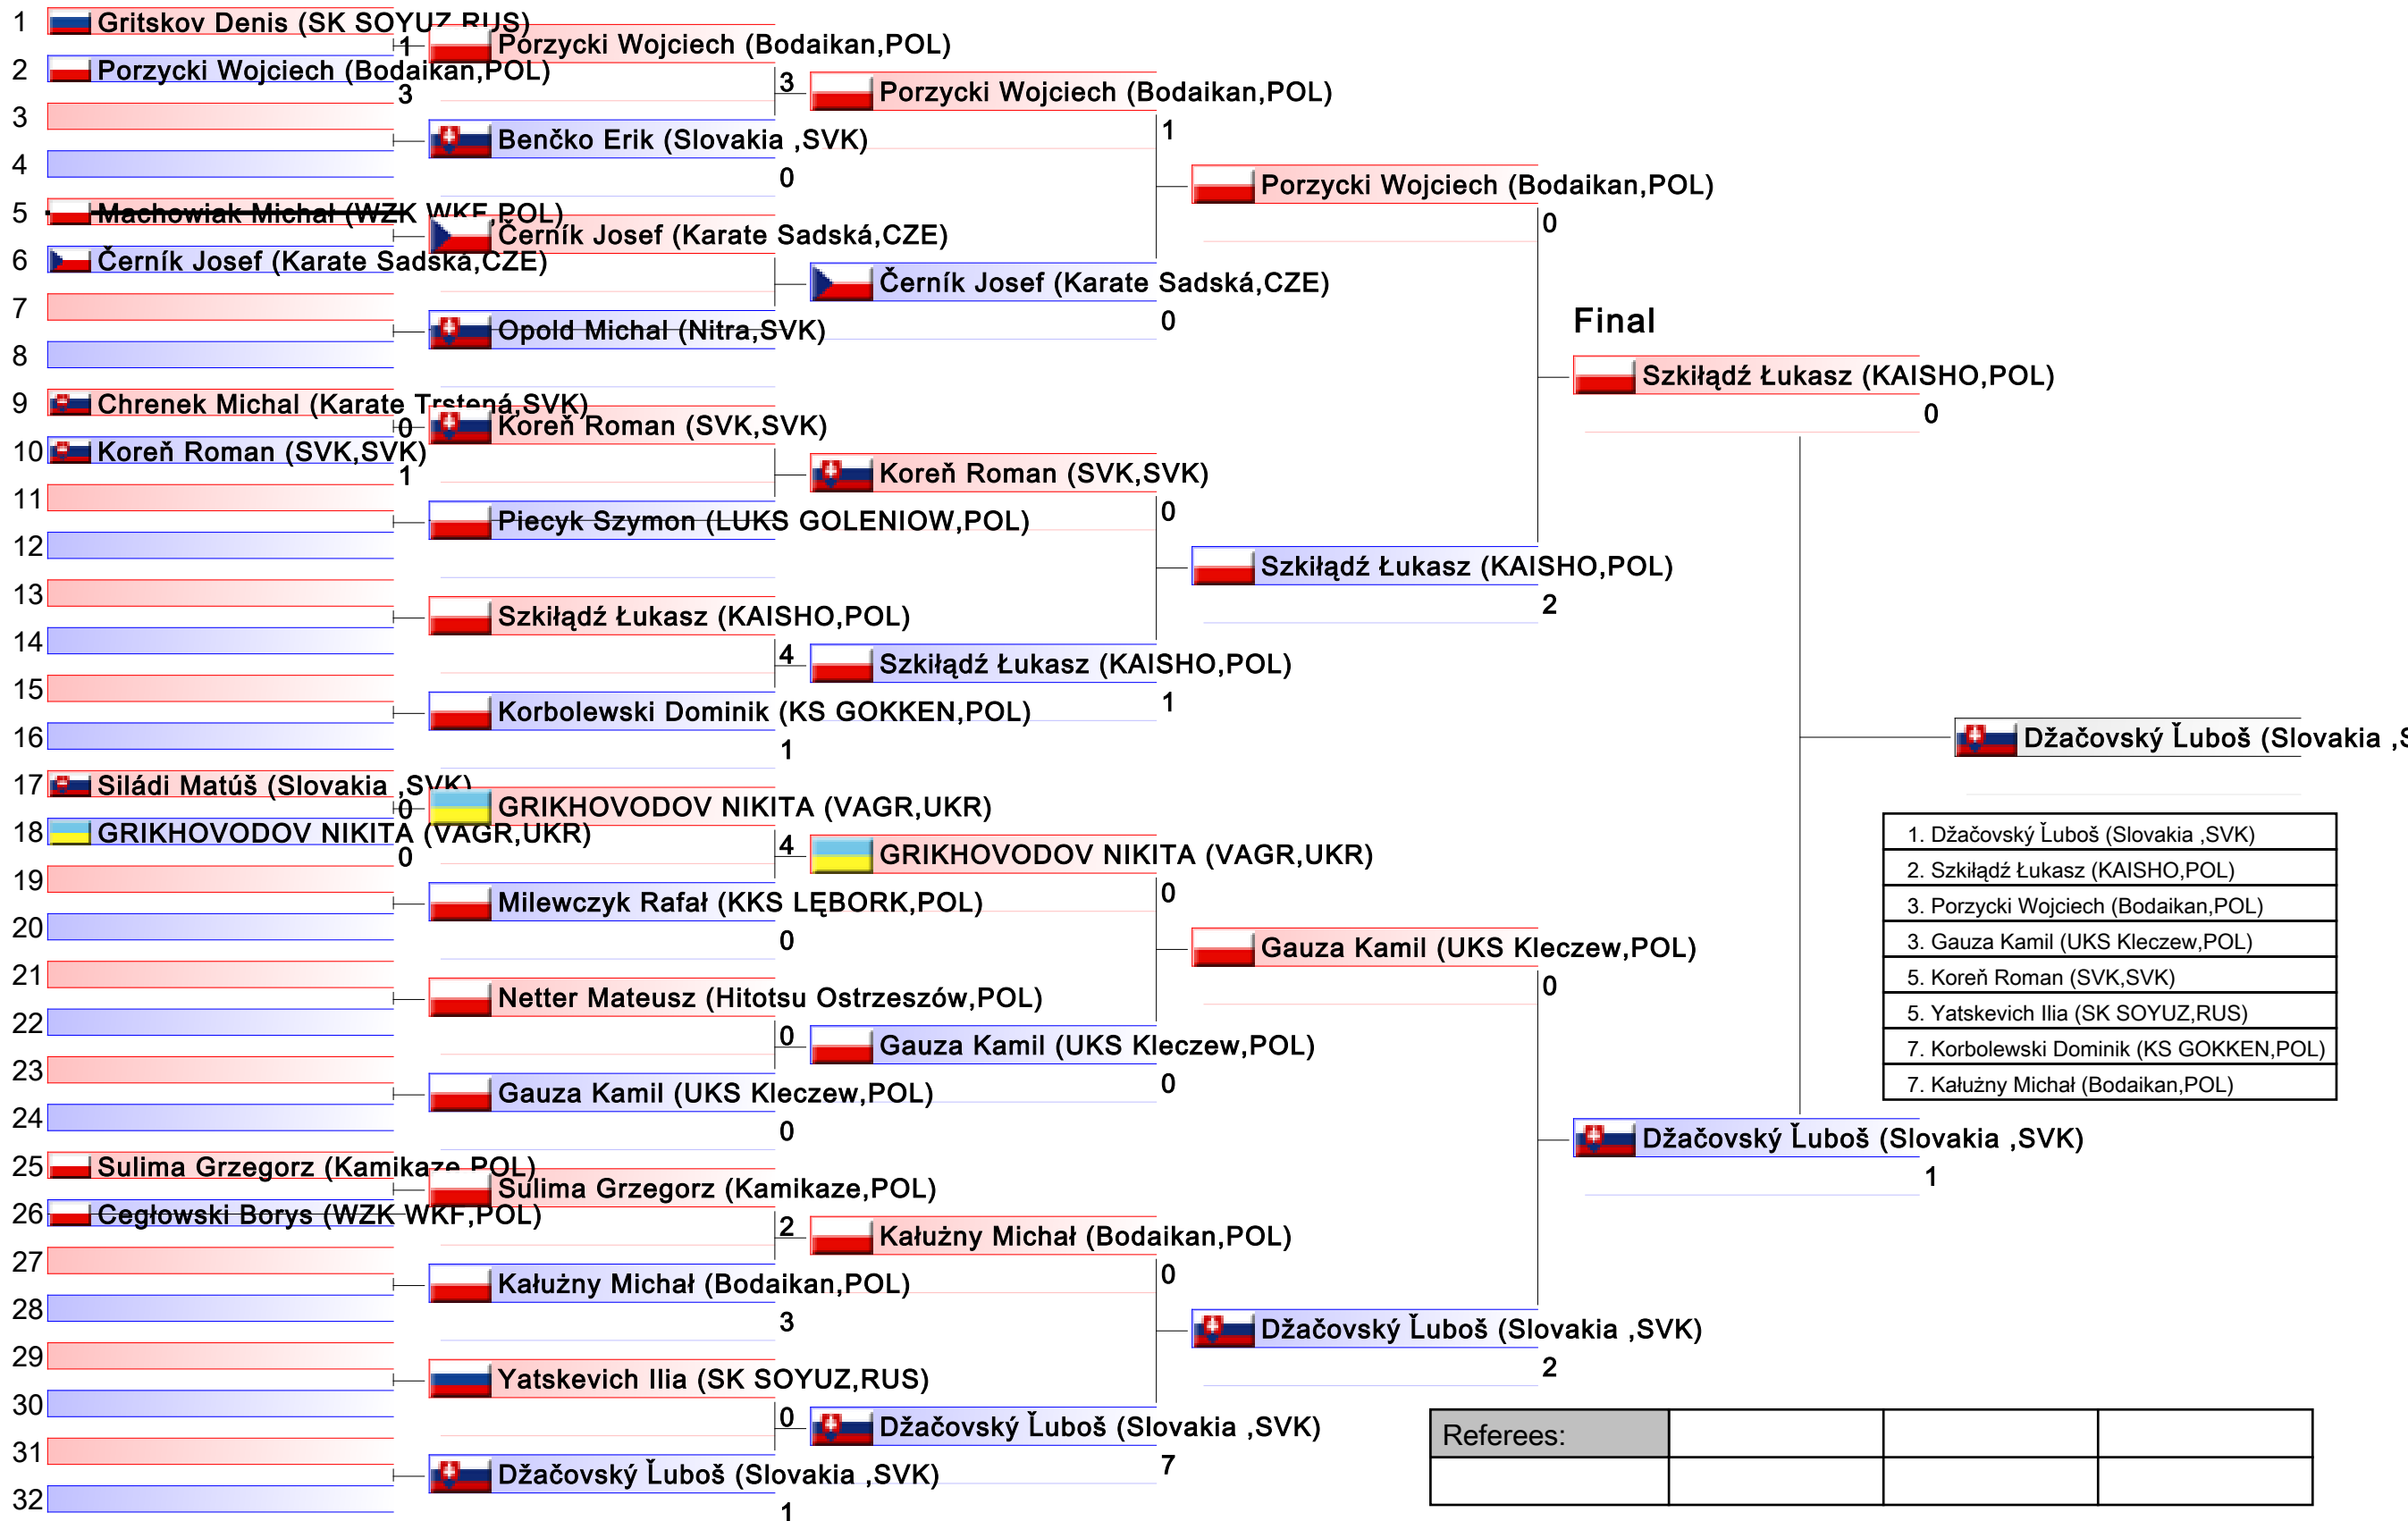 1 Gritskov Denis (SK SOYUZ,RUS)
1
2 Porzycki Wojciech (Bodaikan,POL)
3
3
4
5 Machowiak Michał (WZK WKF,POL)
6 Černík Josef (Karate Sadská,CZE)
7
8
9 Chrenek Michal (Karate Trstená,SVK)
0
10 Koreň Roman (SVK,SVK)
1
11
12
13
14
15
16
17 Siládi Matúš (Slovakia ,SVK)
0
18 GRIKHOVODOV NIKITA (VAGR,UKR)
0
19
20
21
22
23
24
25 Sulima Grzegorz (Kamikaze,POL)
26 Cegłowski Borys (WZK WKF,POL)
27
28
29
30
31
32
Porzycki Wojciech (Bodaikan,POL)
3
Benčko Erik (Slovakia ,SVK)
0
Černík Josef (Karate Sadská,CZE)
Opold Michal (Nitra,SVK)
Koreň Roman (SVK,SVK)
Piecyk Szymon (LUKS GOLENIOW,POL)
Szkiłądź Łukasz (KAISHO,POL)
4
Korbolewski Dominik (KS GOKKEN,POL)
1
GRIKHOVODOV NIKITA (VAGR,UKR)
4
Milewczyk Rafał (KKS LĘBORK,POL)
0
Netter Mateusz (Hitotsu Ostrzeszów,POL)
0
Gauza Kamil (UKS Kleczew,POL)
0
Sulima Grzegorz (Kamikaze,POL)
2
Kałużny Michał (Bodaikan,POL)
3
Yatskevich Ilia (SK SOYUZ,RUS)
0
Džačovský Ľuboš (Slovakia ,SVK)
1
Porzycki Wojciech (Bodaikan,POL)
1
Černík Josef (Karate Sadská,CZE)
0
Koreň Roman (SVK,SVK)
0
Szkiłądź Łukasz (KAISHO,POL)
1
GRIKHOVODOV NIKITA (VAGR,UKR)
0
Gauza Kamil (UKS Kleczew,POL)
0
Kałużny Michał (Bodaikan,POL)
0
Džačovský Ľuboš (Slovakia ,SVK)
7
Porzycki Wojciech (Bodaikan,POL)
0
Szkiłądź Łukasz (KAISHO,POL)
2
Gauza Kamil (UKS Kleczew,POL)
0
Džačovský Ľuboš (Slovakia ,SVK)
2
Final
Szkiłądź Łukasz (KAISHO,POL)
0
Džačovský Ľuboš (Slovakia ,SVK)
1
Džačovský Ľuboš (Slovakia ,S
1. Džačovský Ľuboš (Slovakia ,SVK)
2. Szkiłądź Łukasz (KAISHO,POL)
3. Porzycki Wojciech (Bodaikan,POL)
3. Gauza Kamil (UKS Kleczew,POL)
5. Koreň Roman (SVK,SVK)
5. Yatskevich Ilia (SK SOYUZ,RUS)
7. Korbolewski Dominik (KS GOKKEN,POL)
7. Kałużny Michał (Bodaikan,POL)
Referees: